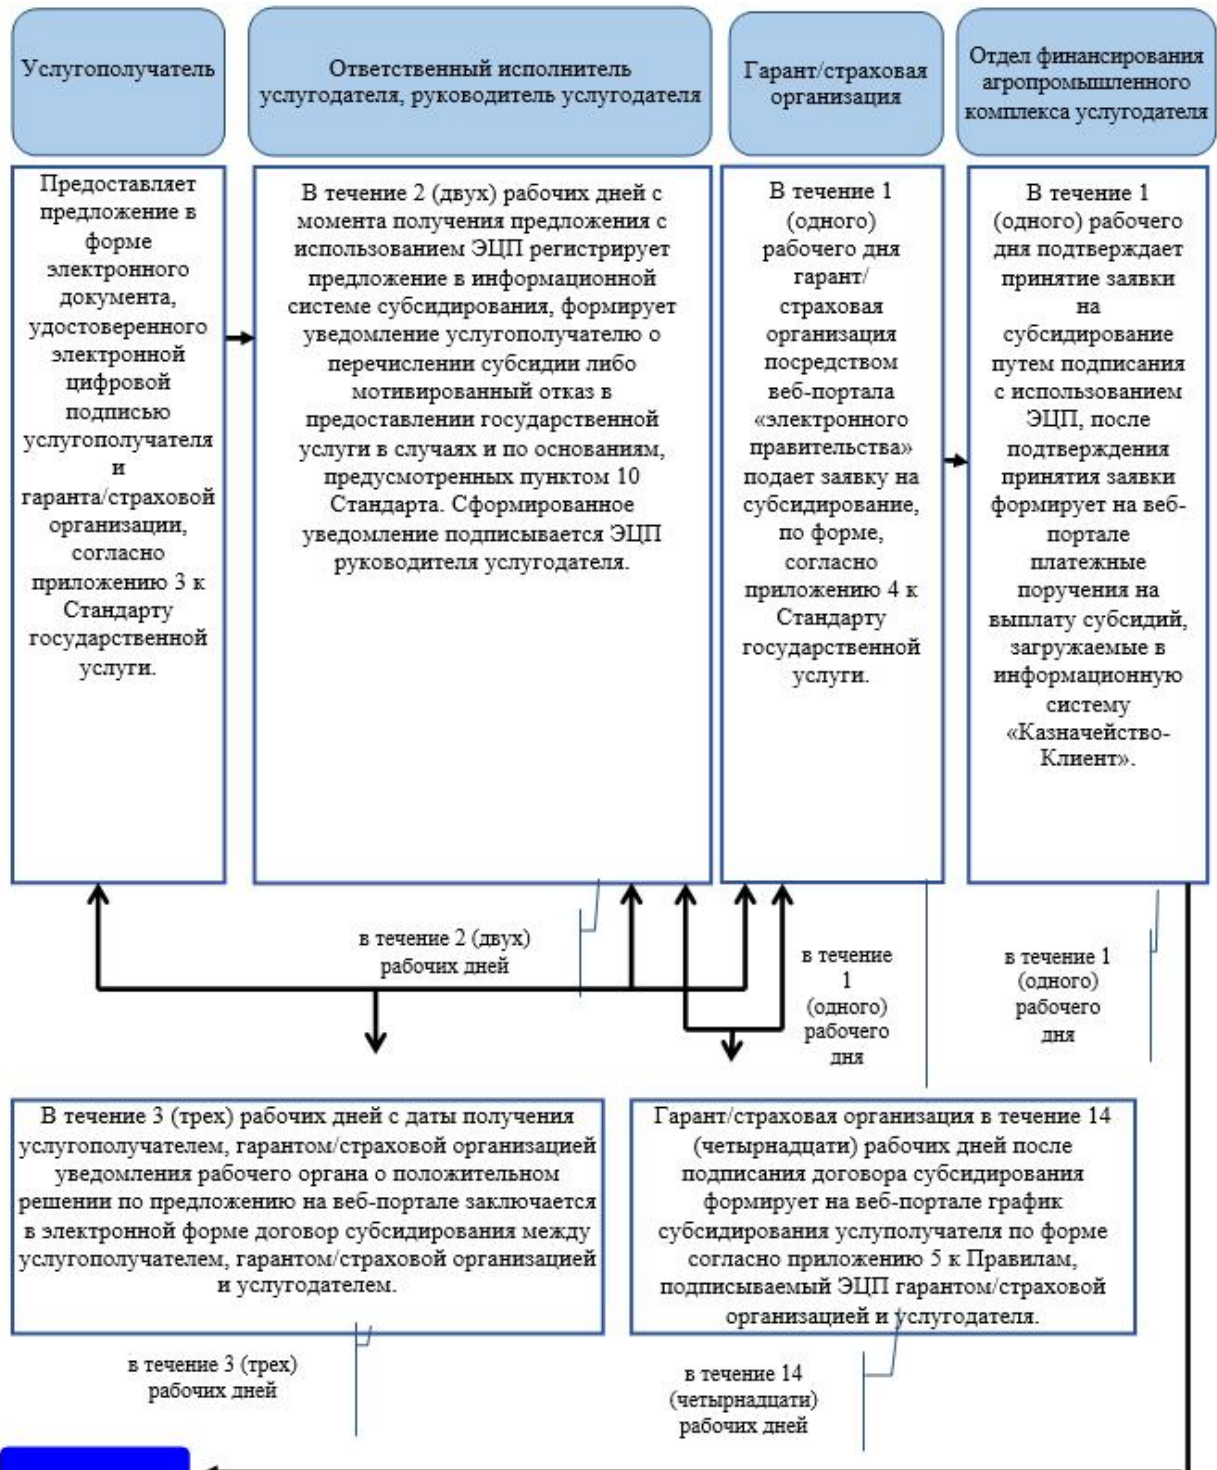 Услугополучатель
Ответственный исполнитель
услугодателя, руководитель услугодателя
Гарант/страховая
организация
Отдел финансирования
агропромышленного
комплекса услугодателя
Предоставляет
предложение в
форме
электронного
документа,
удостоверенного
электронной
цифровой
подписью
услугополучателя
и
гаранта/страховой
организации,
согласно
приложению 3 к
Стандарту
государственной
услуги.
В течение 2 (двух) рабочих дней с
момента получения предложения с
использованием ЭЦП регистрирует
предложение в информационной
системе субсидирования, формирует
уведомление услугополучателю о
перечислении субсидии либо
мотивированный отказ в
предоставлении государственной
услуги в случаях и по основаниям,
предусмотренных пунктом 10
Стандарта. Сформированное
уведомление подписывается ЭЦП
руководителя услугодателя.
В течение 1
(одного)
рабочего дня
гарант/
страховая
организация
посредством
веб-портала
«электронного
правительства»
подает заявку на
субсидирование,
по форме,
согласно
приложению 4 к
Стандарту
государственной
услуги.
В течение 1
(одного) рабочего
дня подтверждает
принятие заявки
на
субсидирование
путем подписания
с использованием
ЭЦП, после
подтверждения
принятия заявки
формирует на веб-
портале
платежные
поручения на
выплату субсидий,
загружаемые в
информационную
систему
«Казначейство-
Клиент».
в течение 2 (двух)
рабочих дней
в течение
1
(одного)
рабочего
дня
в течение 1
(одного)
рабочего
дня
В течение 3 (трех) рабочих дней с даты получения
услугополучателем, гарантом/страховой организацией
уведомления рабочего органа о положительном
решении по предложению на веб-портале заключается
в электронной форме договор субсидирования между
услугополучателем, гарантом/страховой организацией
и услугодателем.
Гарант/страховая организация в течение 14
(четырнадцати) рабочих дней после
подписания договора субсидирования
формирует на веб-портале график
субсидирования услуполучателя по форме
согласно приложению 5 к Правилам,
подписываемый ЭЦП гарантом/страховой
организацией и услугодателя.
в течение 3 (трех)
рабочих дней
в течение 14
(четырнадцати)
рабочих дней